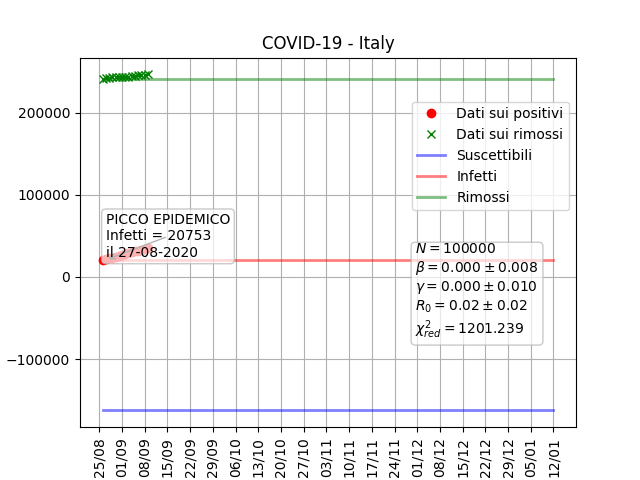 COVID-19 - Italy
200000
100000
0
−100000
Dati sui positivi
Dati sui rimossi
Suscettibili
Infetti
Rimossi
PICCO EPIDEMICO
Infetti = 20753
il 27-08-2020
N = 100000
β = 0.000 ± 0.008
γ = 0.000 ± 0.010
R₀ = 0.02 ± 0.02
χ²_red = 1201.239
25/08
01/09
08/09
15/09
22/09
29/09
06/10
13/10
20/10
27/10
03/11
10/11
17/11
24/11
01/12
08/12
15/12
22/12
29/12
05/01
12/01